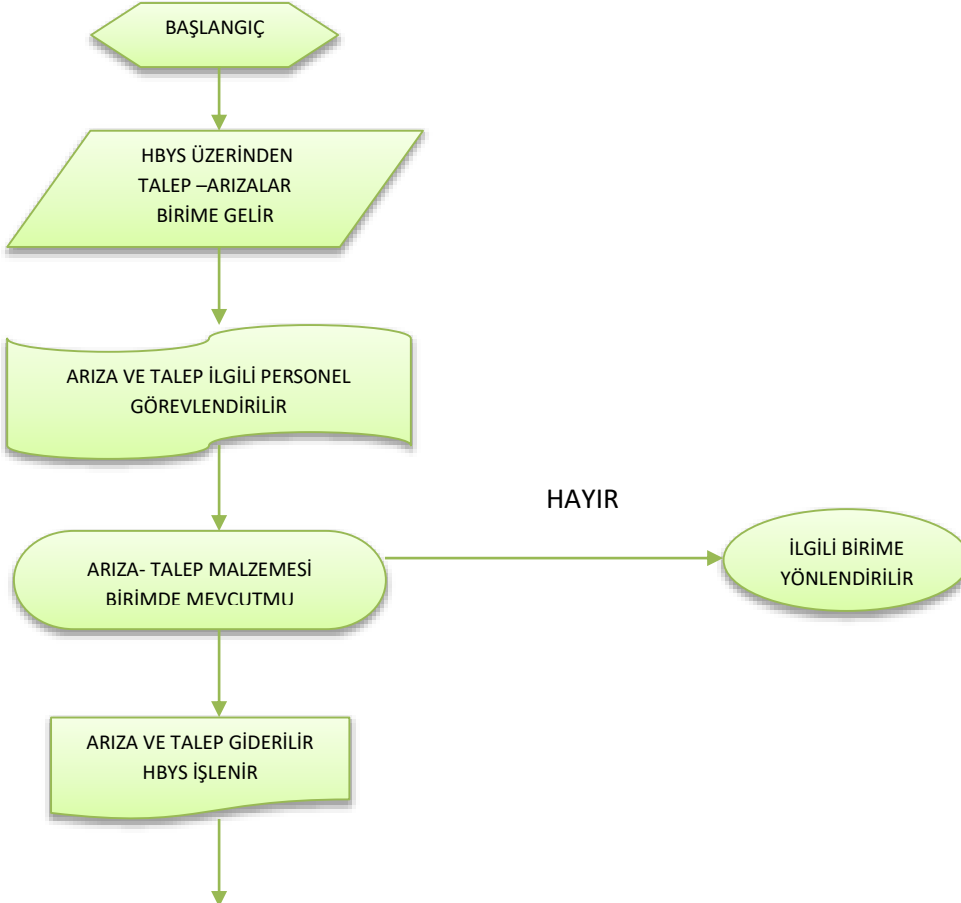 BAŞLANGIÇ
HBYS ÜZERİNDEN
TALEP –ARIZALAR
BİRİME GELİR
ARIZA VE TALEP İLGİLİ PERSONEL
GÖREVLENDİRİLİR
HAYIR
ARIZA- TALEP MALZEMESİ
BİRİMDE MEVCUTMU
İLGİLİ BİRİME
YÖNLENDİRİLİR
ARIZA VE TALEP GİDERİLİR
HBYS İŞLENİR